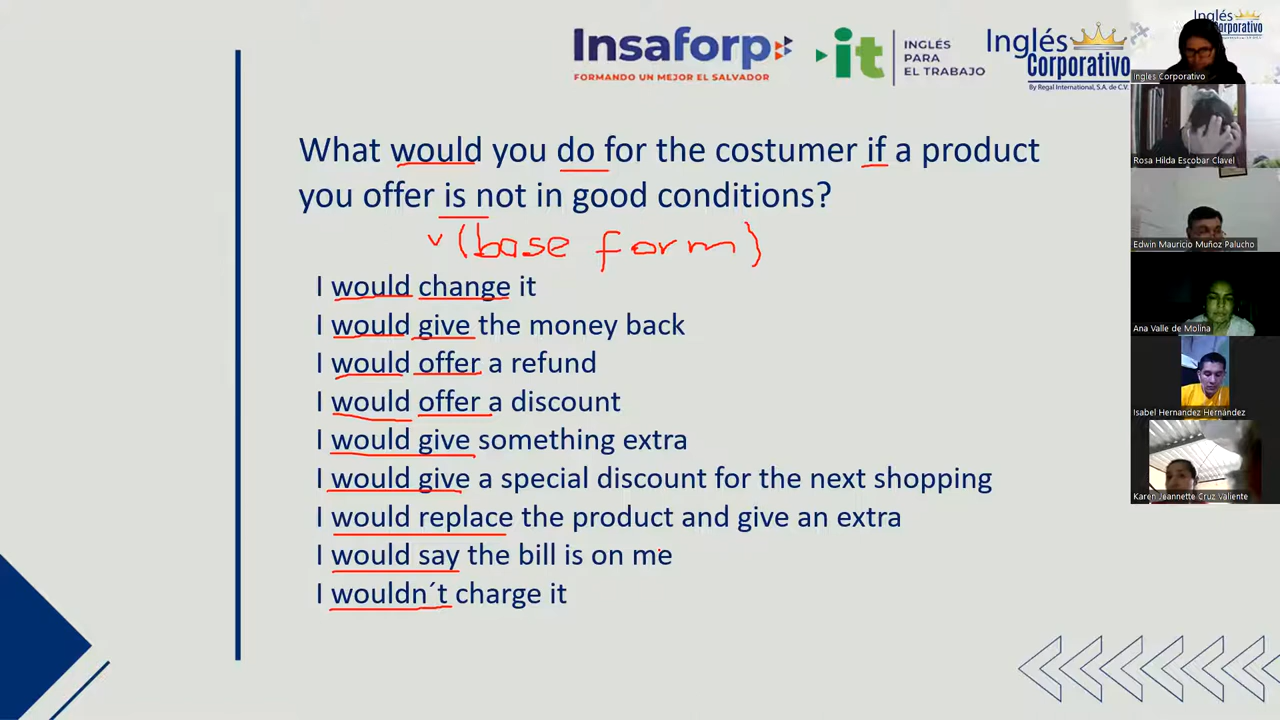 Insaforp
FORMANDO UN MEJOR EL SALVADOR
it
INGLÉS
PARA
EL TRABAJO
Inglés
Corporativo
By Regal International, S.A. de C.V.
What would you do for the costumer if a product
you offer is not in good conditions?
v (base form)
I would change it
I would give the money back
I would offer a refund
I would offer a discount
I would give something extra
I would give a special discount for the next shopping
I would replace the product and give an extra
I would say the bill is on me
I wouldn´t charge it
Inglés
Corporativo
Ingles Corporativo
Rosa Hilda Escobar Clavel
Edwin Mauricio Muñoz Palucho
Ana Valle de Molina
Isabel Hernandez Hernández
Karen Jeannette Cruz Valiente